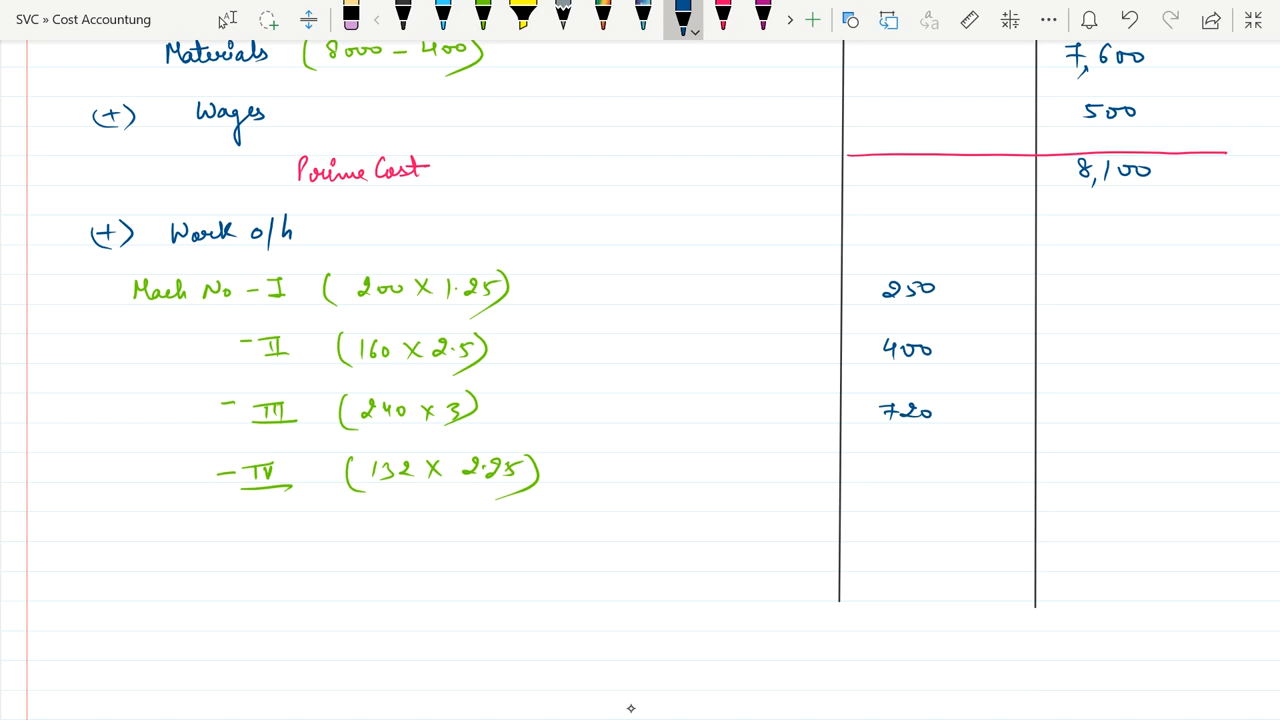 SVC » Cost Accountung
Materials (8000 - 400) 7,600
(+) Wages 500
Prime Cost 8,100
(+) Work o/h
Mach No - I (200 X 1.25) 250
- II (160 X 2.5) 400
- III (240 x 3) 720
- IV (132 X 2.25)